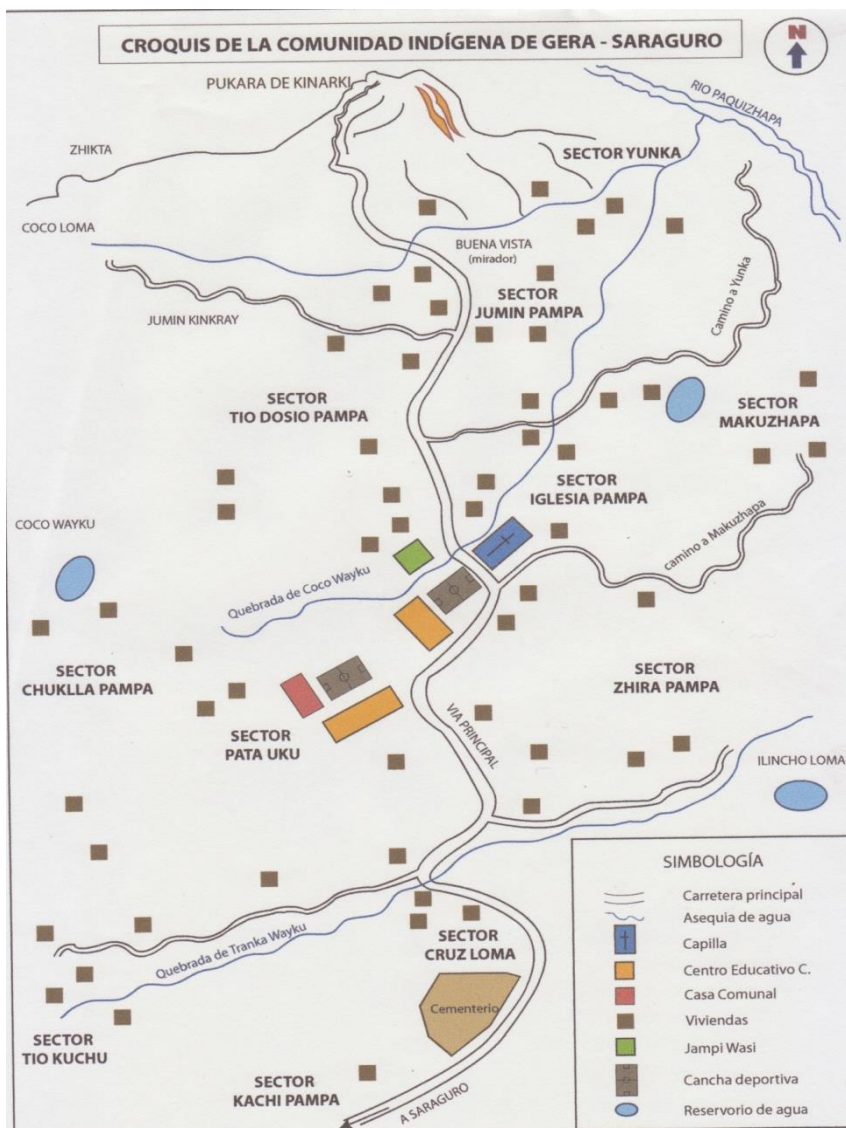 CROQUIS DE LA COMUNIDAD INDÍGENA DE GERA - SARAGURO
N
PUKARA DE KINARKI
RIO PAQUIZHAPA
ZHIKTA
SECTOR YUNKA
COCO LOMA
BUENA VISTA
(mirador)
SECTOR
JUMIN PAMPA
Camino a Yunka
JUMIN KINKRAY
SECTOR
TIO DOSIO PAMPA
SECTOR
MAKUZHAPA
SECTOR
IGLESIA PAMPA
COCO WAYKU
camino a Makuzhapa
Quebrada de Coco Wayku
SECTOR
CHUKLLA PAMPA
SECTOR
ZHIRA PAMPA
SECTOR
PATA UKU
VIA PRINCIPAL
ILINCHO LOMA
SIMBOLOGÍA
Carretera principal
Asequia de agua
Capilla
Centro Educativo C.
Casa Comunal
Viviendas
Jampi Wasi
Cancha deportiva
Reservorio de agua
Quebrada de Tranka Wayku
SECTOR
CRUZ LOMA
Cementerio
SECTOR
TIO KUCHU
SECTOR
KACHI PAMPA
A SARAGURO